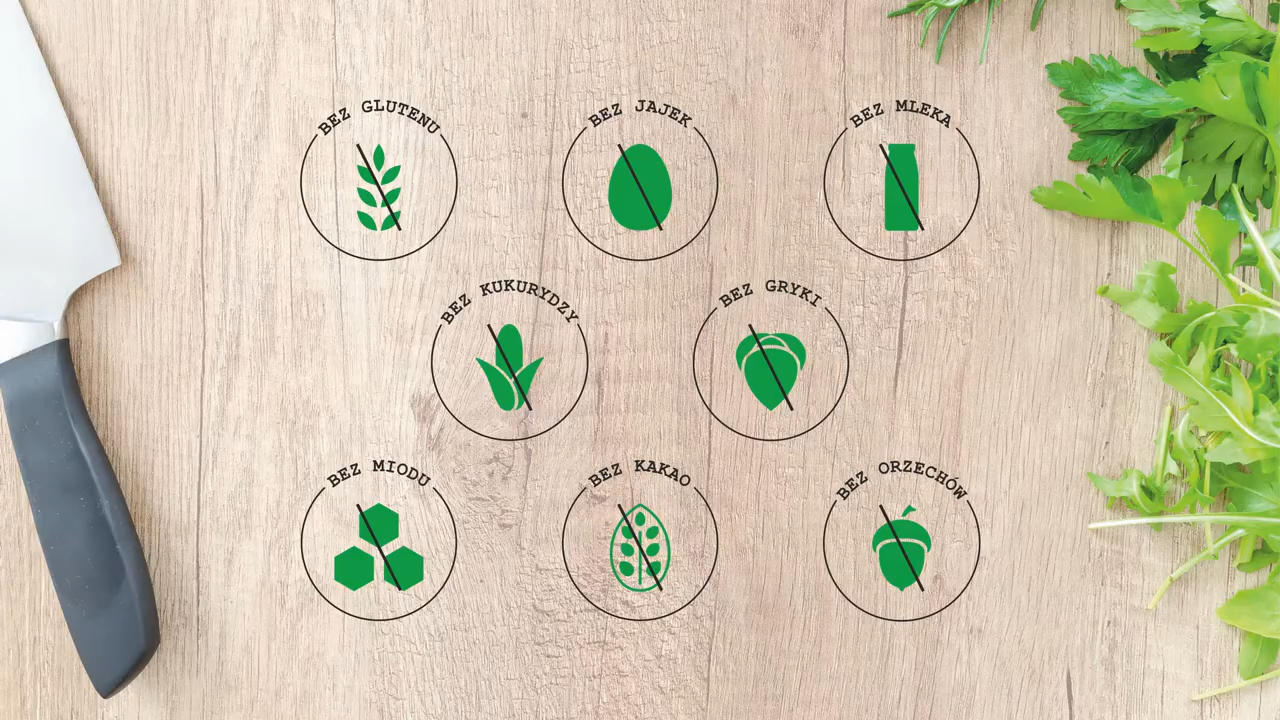 BEZ GLUTENU
BEZ JAJEK
BEZ MLEKA
BEZ KUKURYDZY
BEZ GRYKI
BEZ MIODU
BEZ KAKAO
BEZ ORZECHÓW